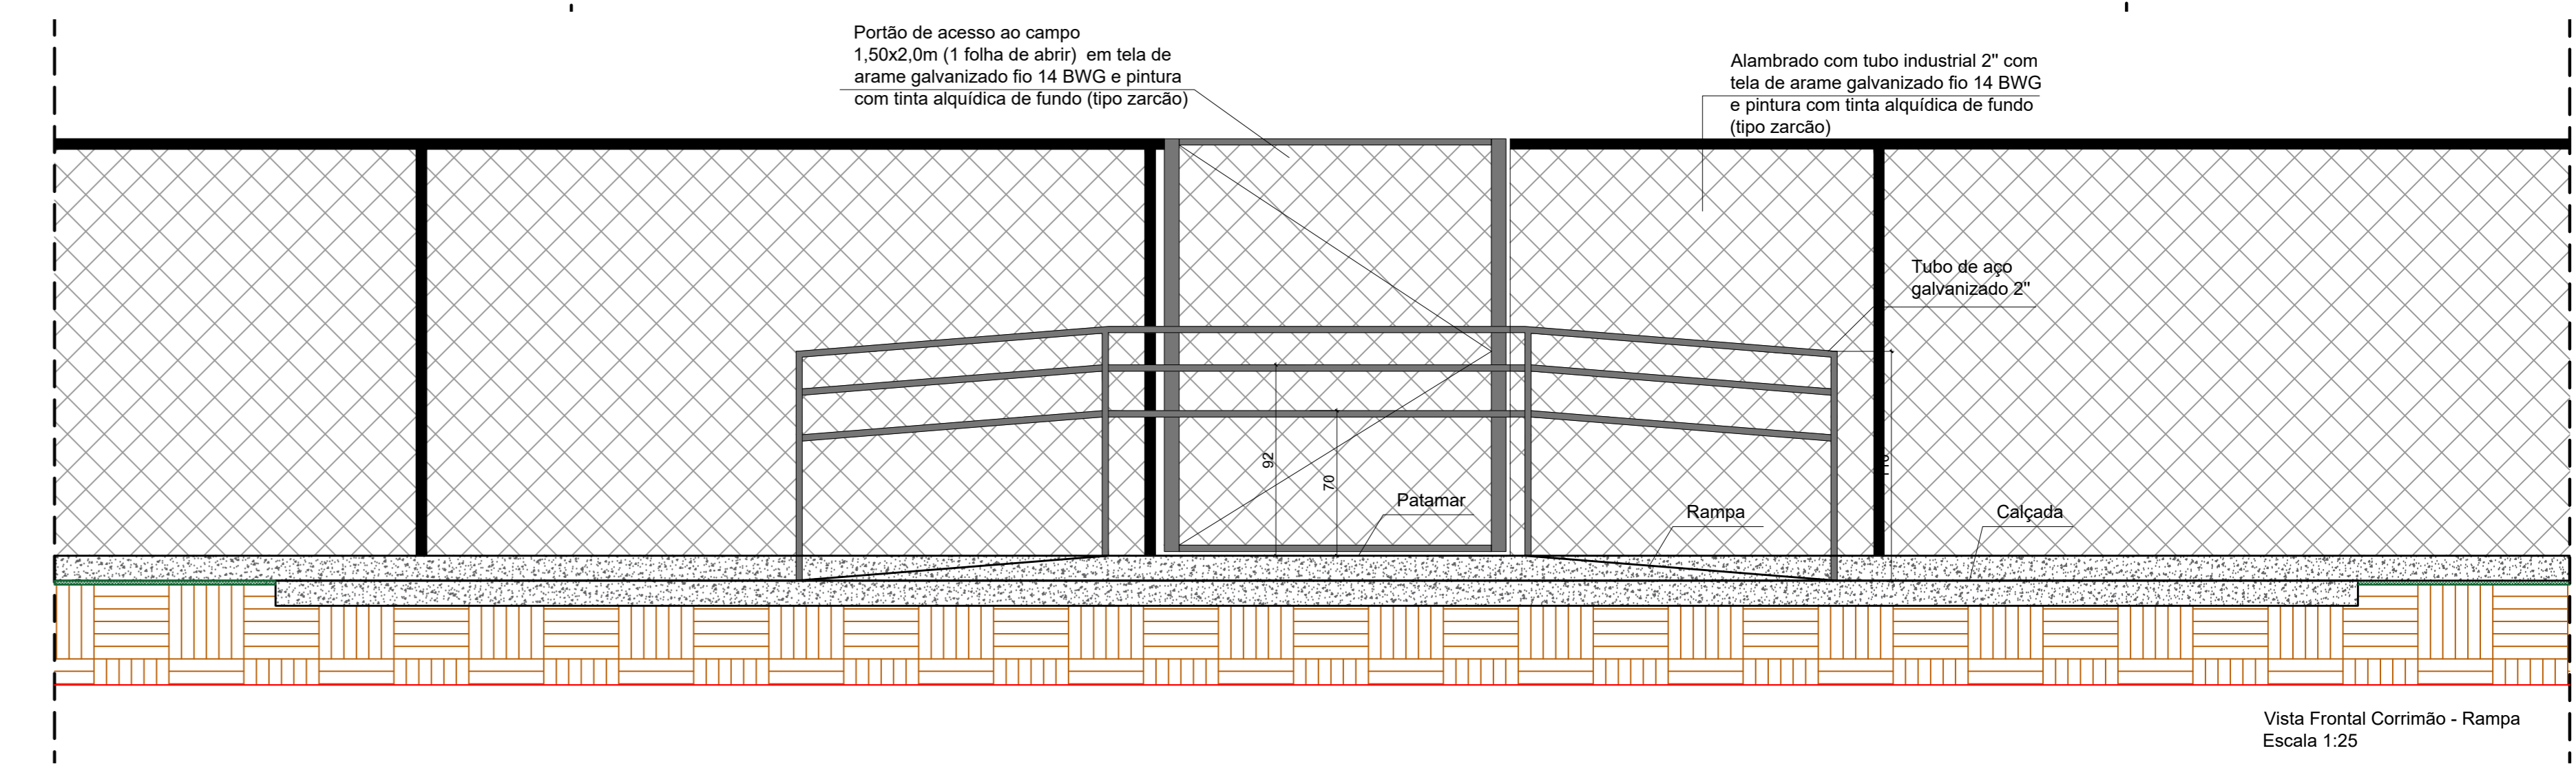 Portão de acesso ao campo
1,50x2,0m (1 folha de abrir) em tela de
arame galvanizado fio 14 BWG e pintura
com tinta alquídica de fundo (tipo zarcão)
Alambrado com tubo industrial 2" com
tela de arame galvanizado fio 14 BWG
e pintura com tinta alquídica de fundo
(tipo zarcão)
Tubo de aço
galvanizado 2"
92
70
Patamar
Rampa
Calçada
Vista Frontal Corrimão - Rampa
Escala 1:25